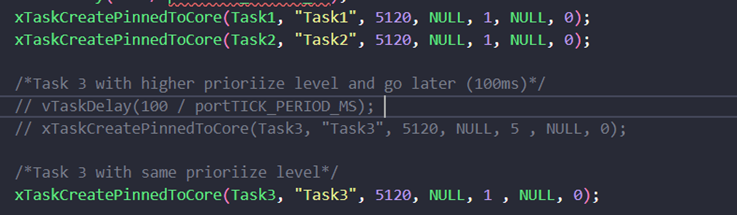 xTaskCreatePinnedToCore(Task1, "Task1", 5120, NULL, 1, NULL, 0);
xTaskCreatePinnedToCore(Task2, "Task2", 5120, NULL, 1, NULL, 0);
/*Task 3 with higher prioriize level and go later (100ms)*/
// vTaskDelay(100 / portTICK_PERIOD_MS);
// xTaskCreatePinnedToCore(Task3, "Task3", 5120, NULL, 5 , NULL, 0);
/*Task 3 with same prioriize level*/
xTaskCreatePinnedToCore(Task3, "Task3", 5120, NULL, 1 , NULL, 0);